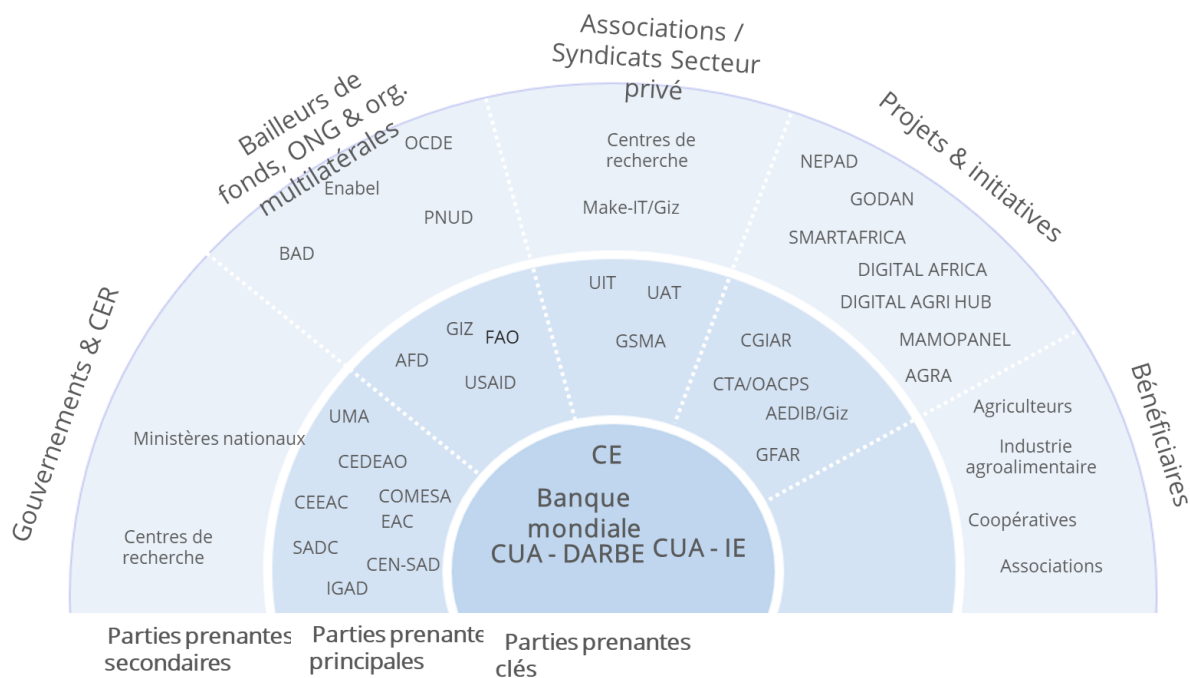 Associations /
Syndicats Secteur
privé
Bailleurs de
fonds, ONG & org.
multilatérales
Projets & initiatives
Gouvernements & CER
Bénéficiaires
OCDE
Enabel
PNUD
BAD
Centres de
recherche
Make-IT/Giz
NEPAD
GODAN
SMARTAFRICA
DIGITAL AFRICA
DIGITAL AGRI HUB
MAMOPANEL
AGRA
Agriculteurs
Industrie
agroalimentaire
Coopératives
Associations
Ministères nationaux
Centres de
recherche
GIZ
FAO
AFD
USAID
UIT
UAT
GSMA
CGIAR
CTA/OACPS
AEDIB/Giz
GFAR
UMA
CEDEAO
CEEAC
COMESA
EAC
SADC
CEN-SAD
IGAD
CE
Banque
mondiale
CUA - DARBE
CUA - IE
Parties prenantes
secondaires
Parties prenante
principales
Parties prenantes
clés